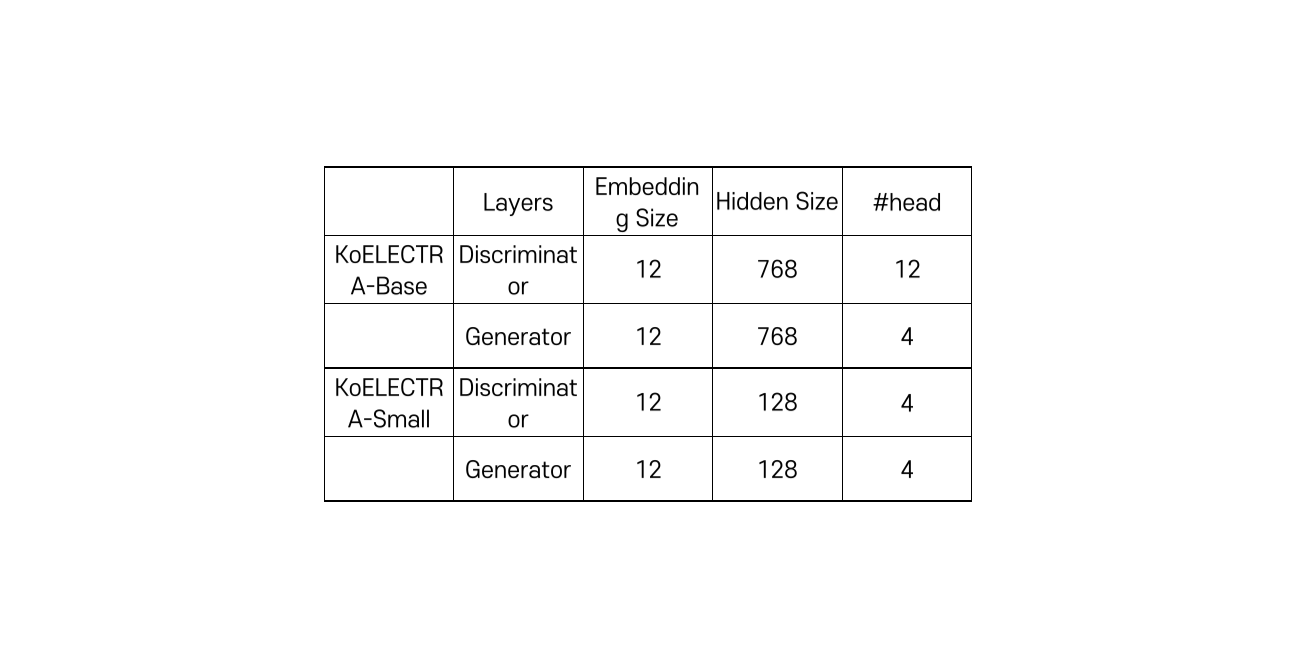 Layers
Embeddin
g Size
Hidden Size
#head
KoELECTR
A-Base
Discriminat
or
12
768
12
Generator
12
768
4
KoELECTR
A-Small
Discriminat
or
12
128
4
Generator
12
128
4